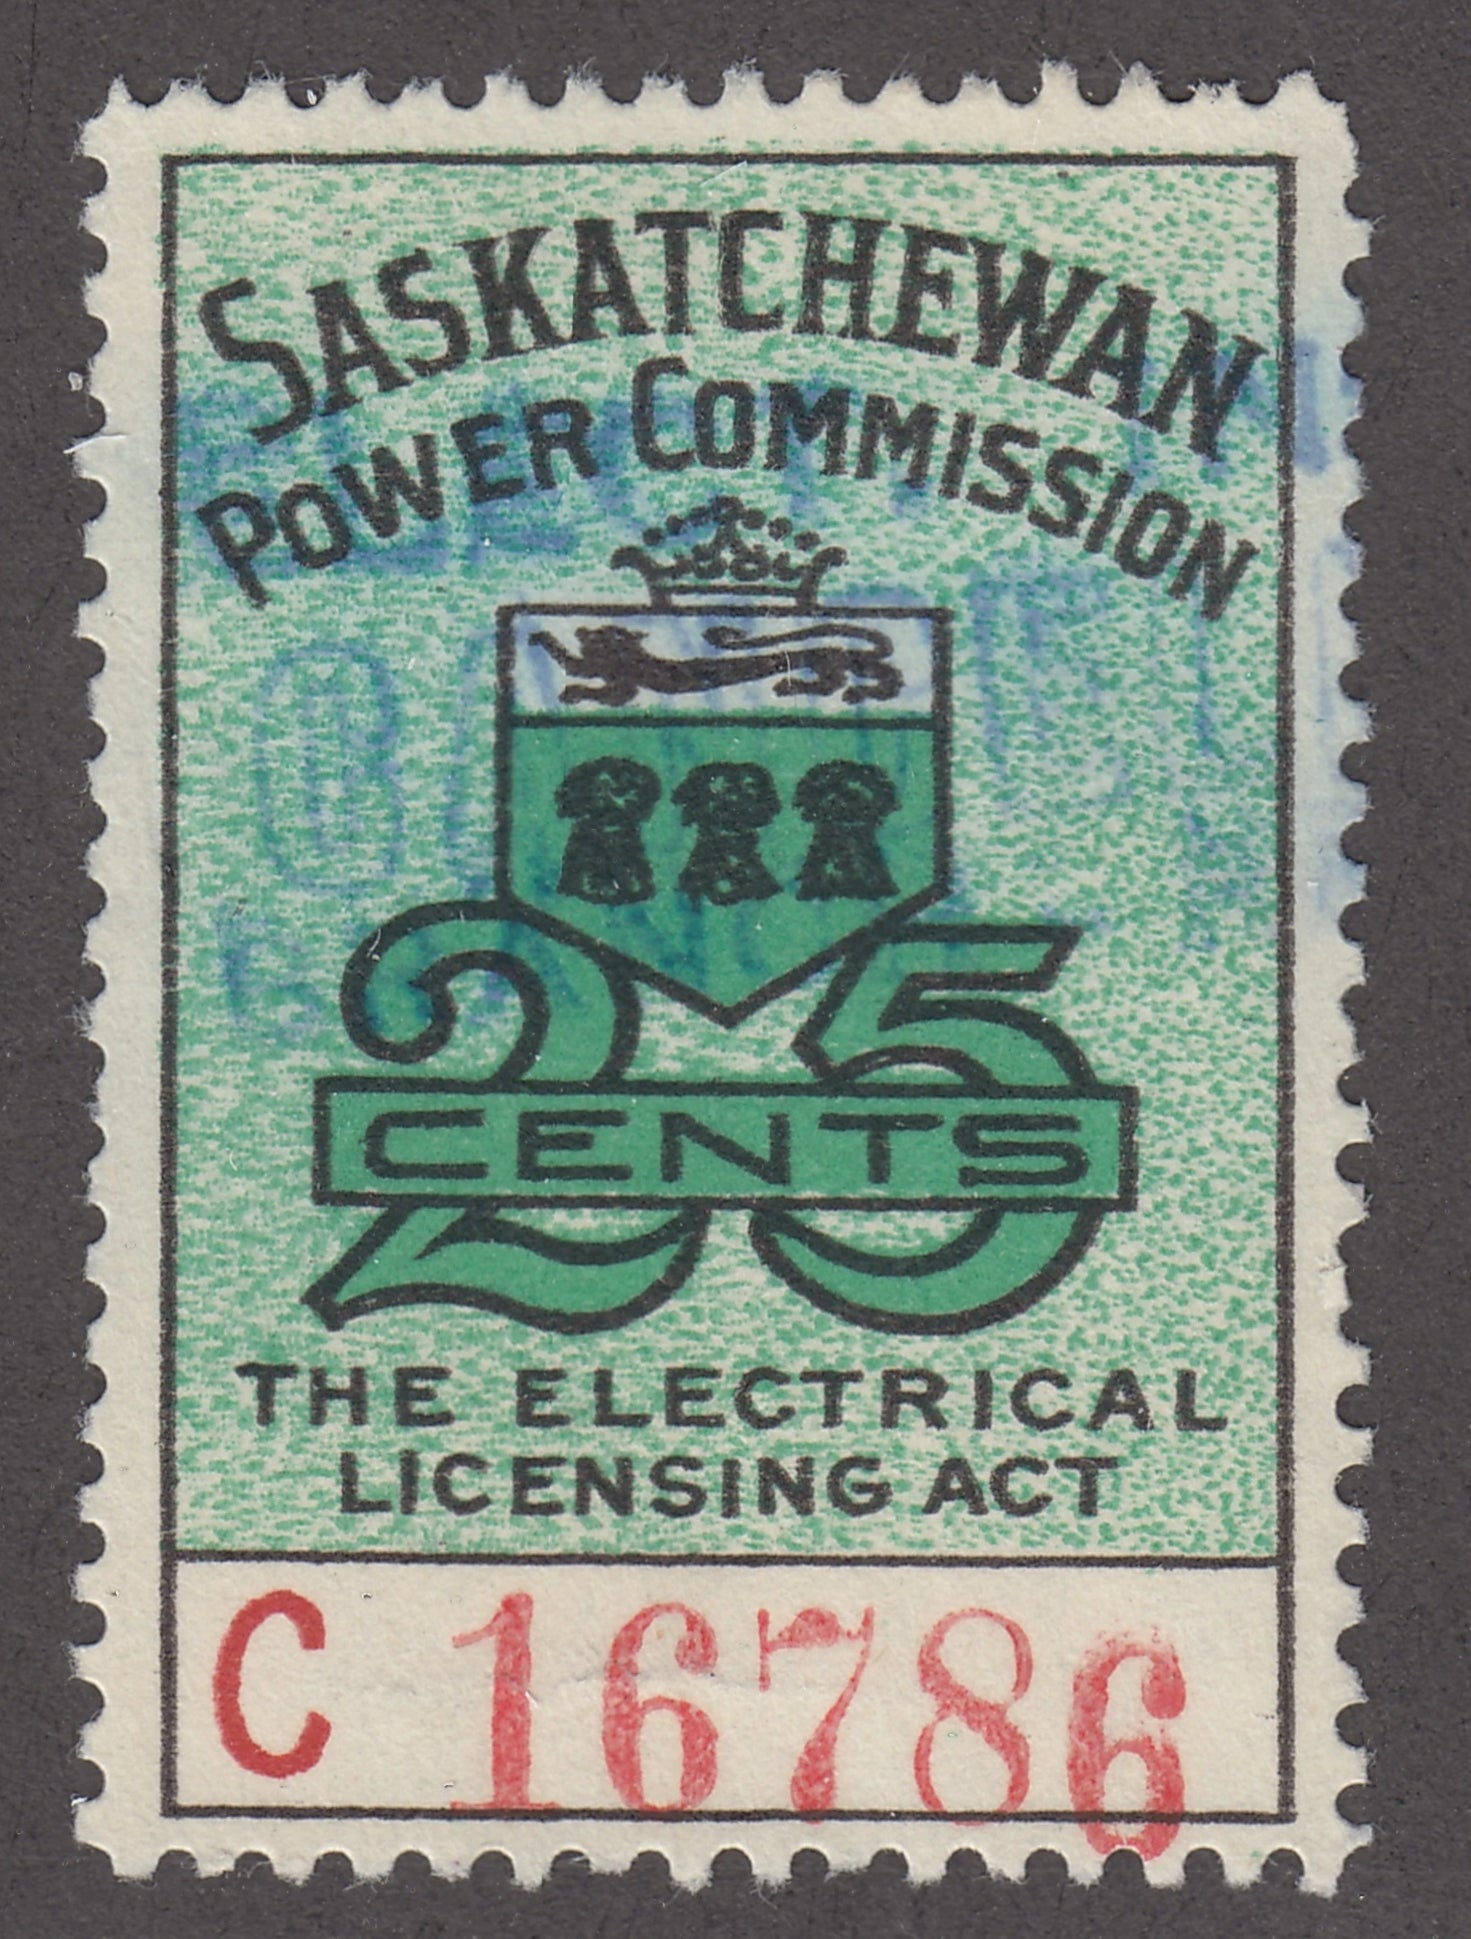 SASKATCHEWAN
POWER COMMISSION
25
CENTS
THE ELECTRICAL
LICENSING ACT
C 16786